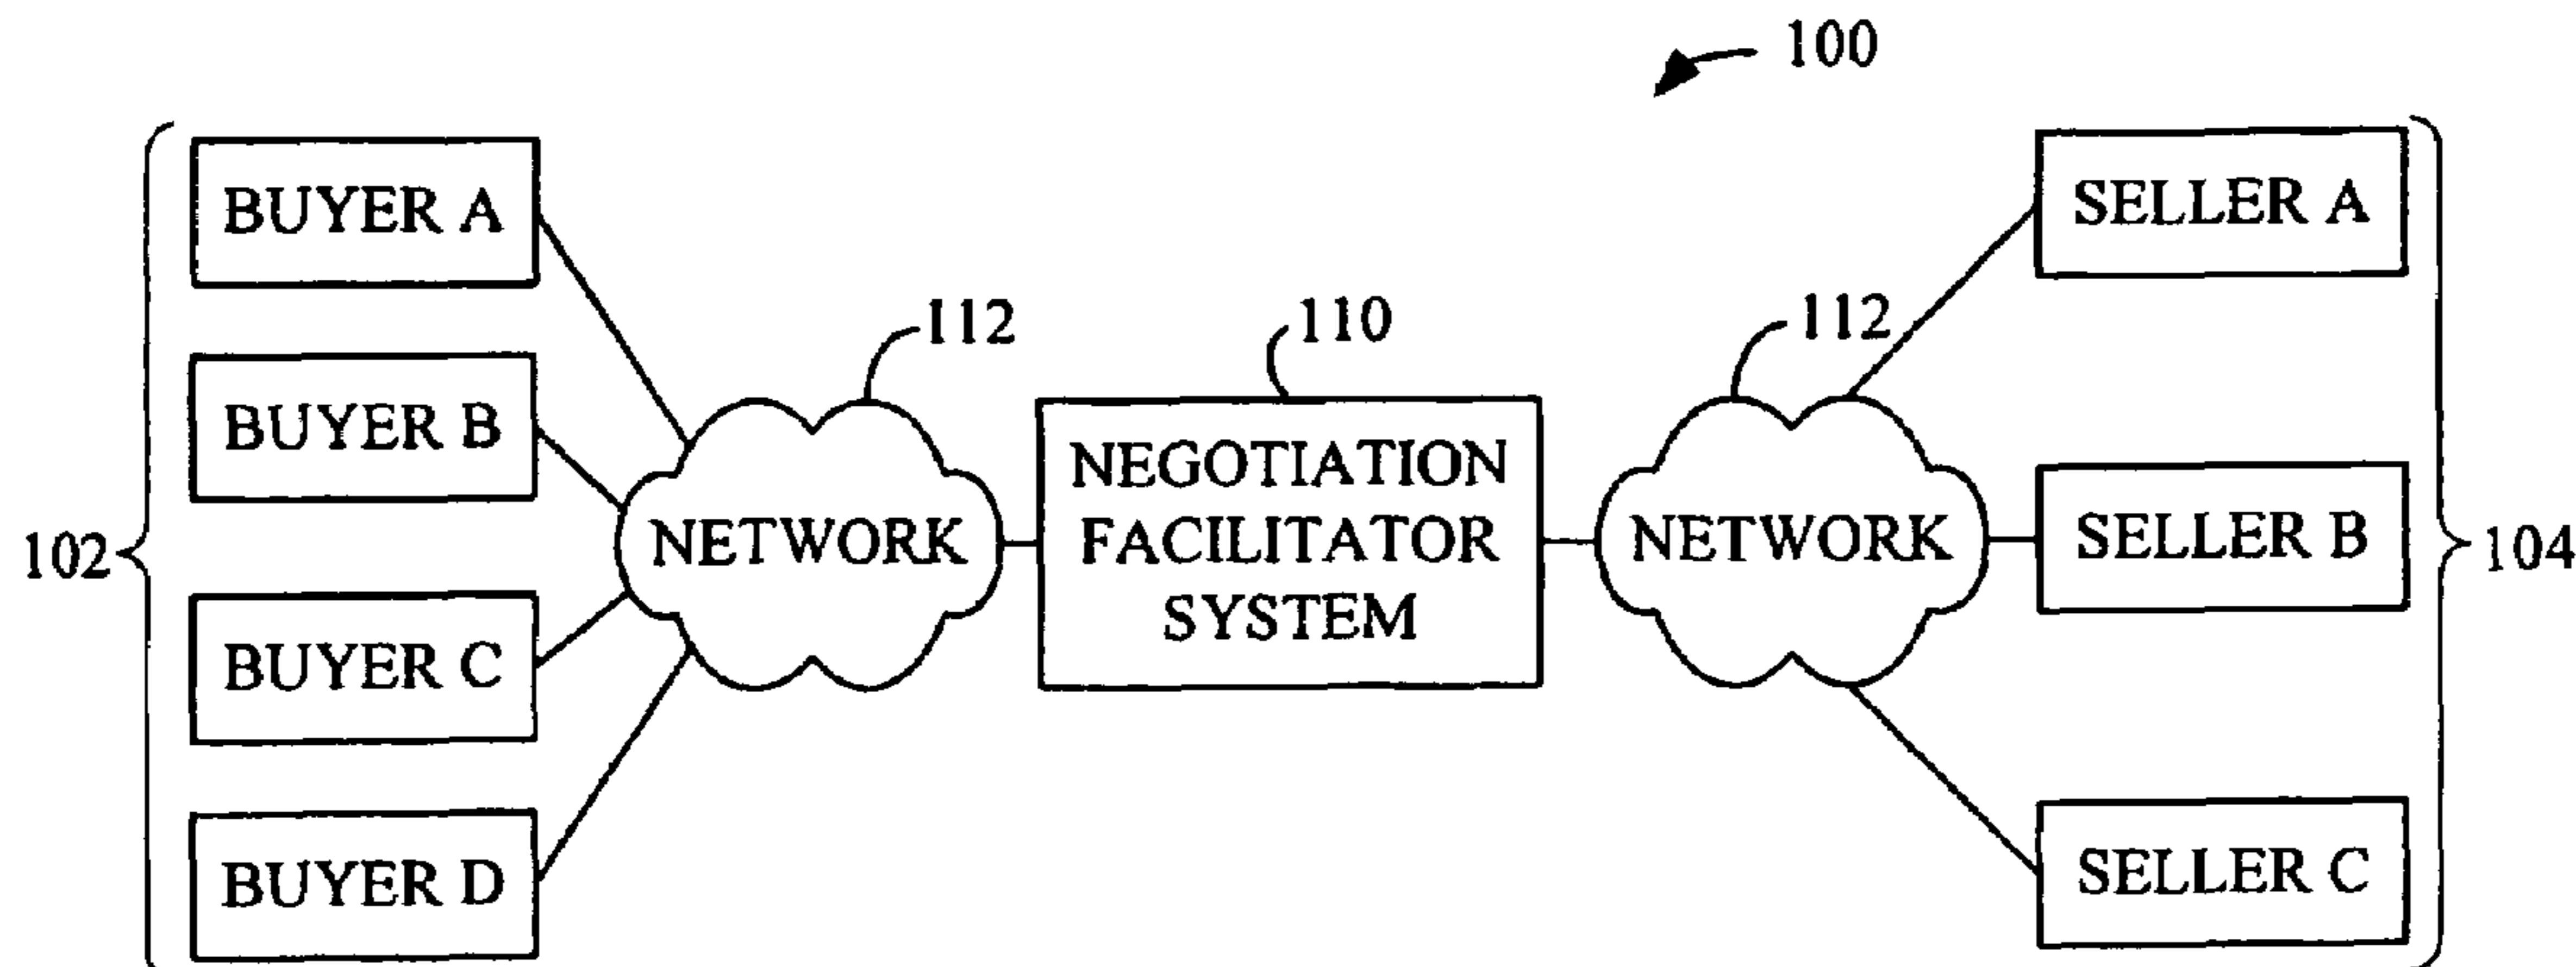 100
BUYER A
BUYER B
BUYER C
BUYER D
102
112
NETWORK
110
NEGOTIATION
FACILITATOR
SYSTEM
112
NETWORK
SELLER A
SELLER B
SELLER C
104